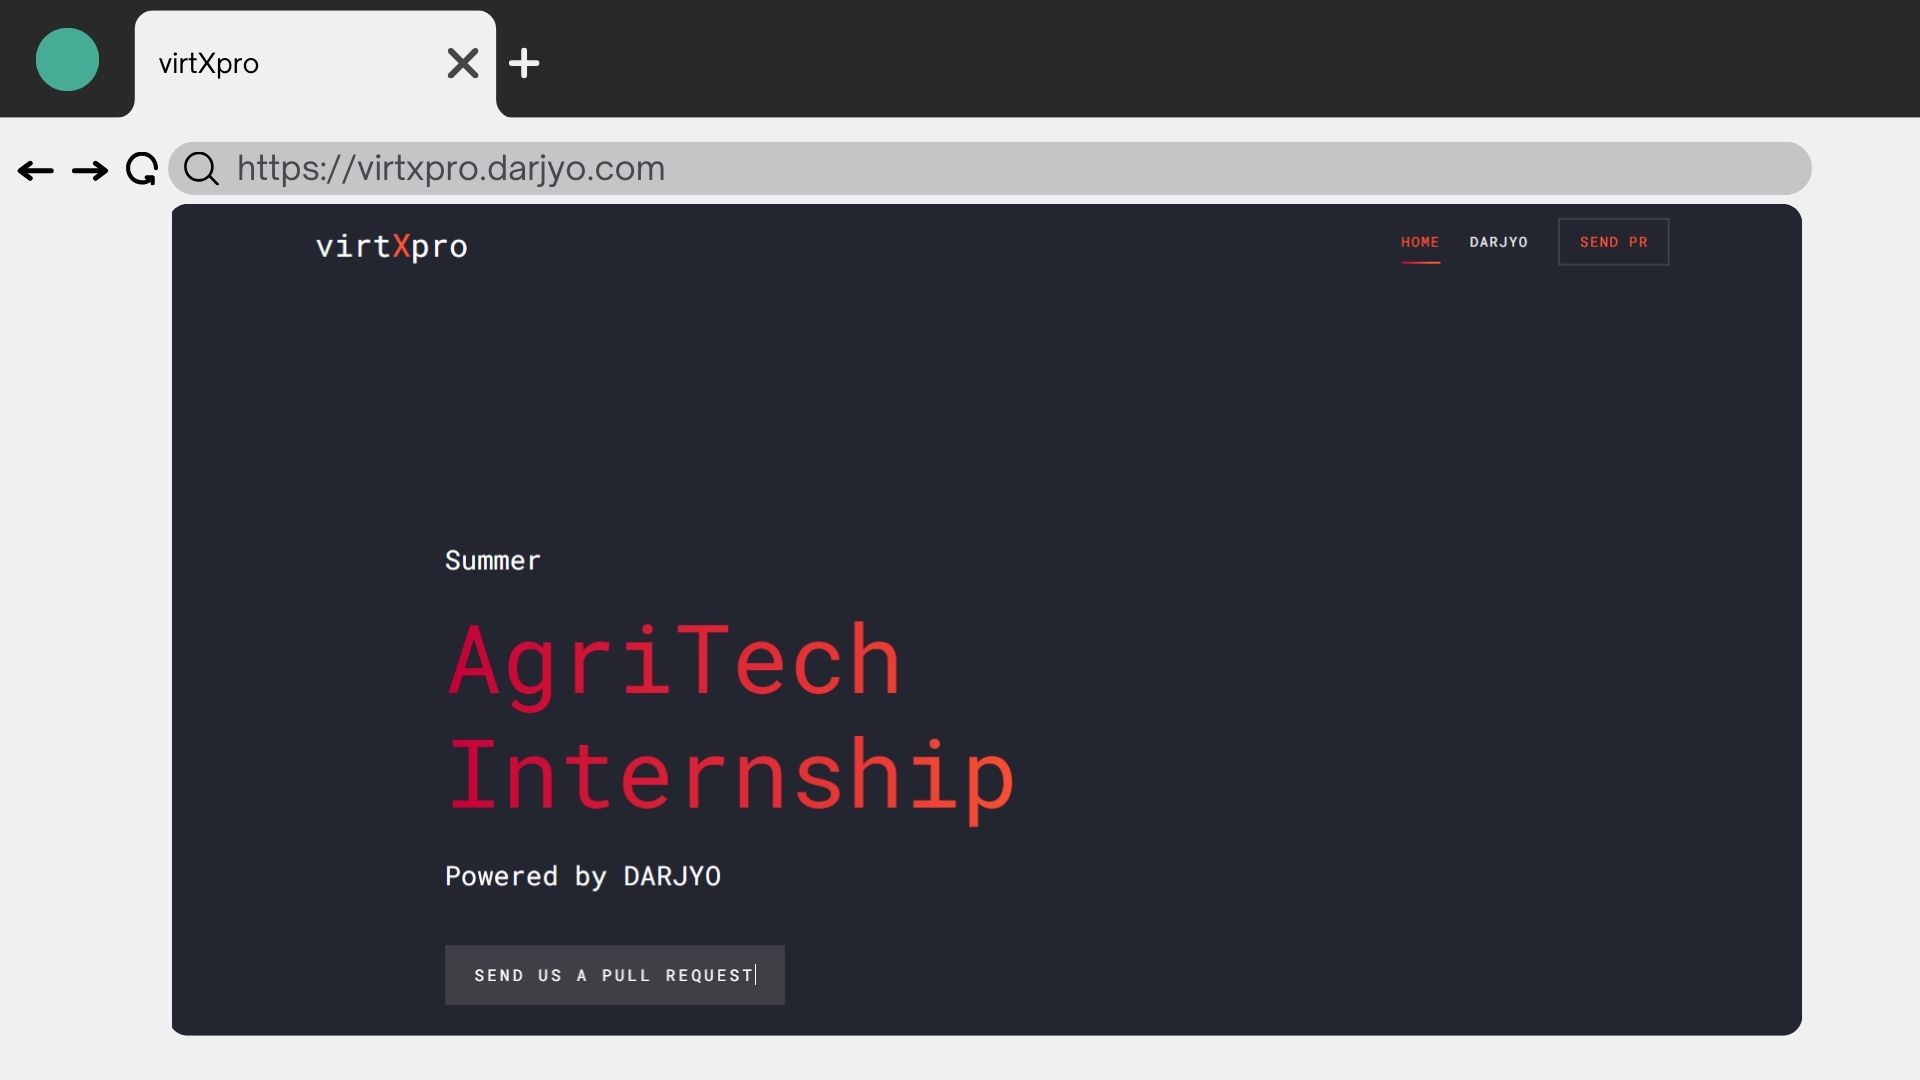 virtXpro
https://virtxpro.darjyo.com
virtXpro
HOME DARJYO SEND PR
Summer
AgriTech
Internship
Powered by DARJYO
SEND US A PULL REQUEST